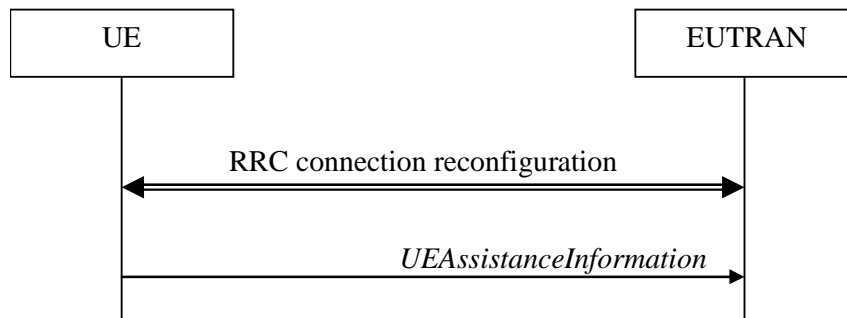 UE
EUTRAN
RRC connection reconfiguration
UEAssistanceInformation